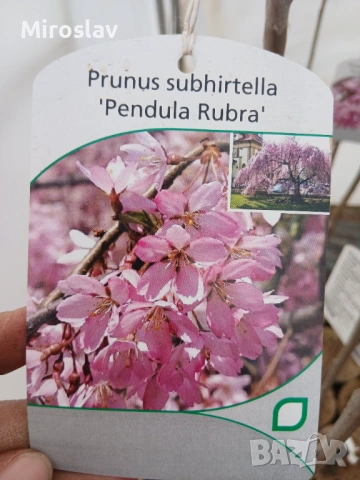 Miroslav
Prunus subhirtella
'Pendula Rubra'
BAZAR